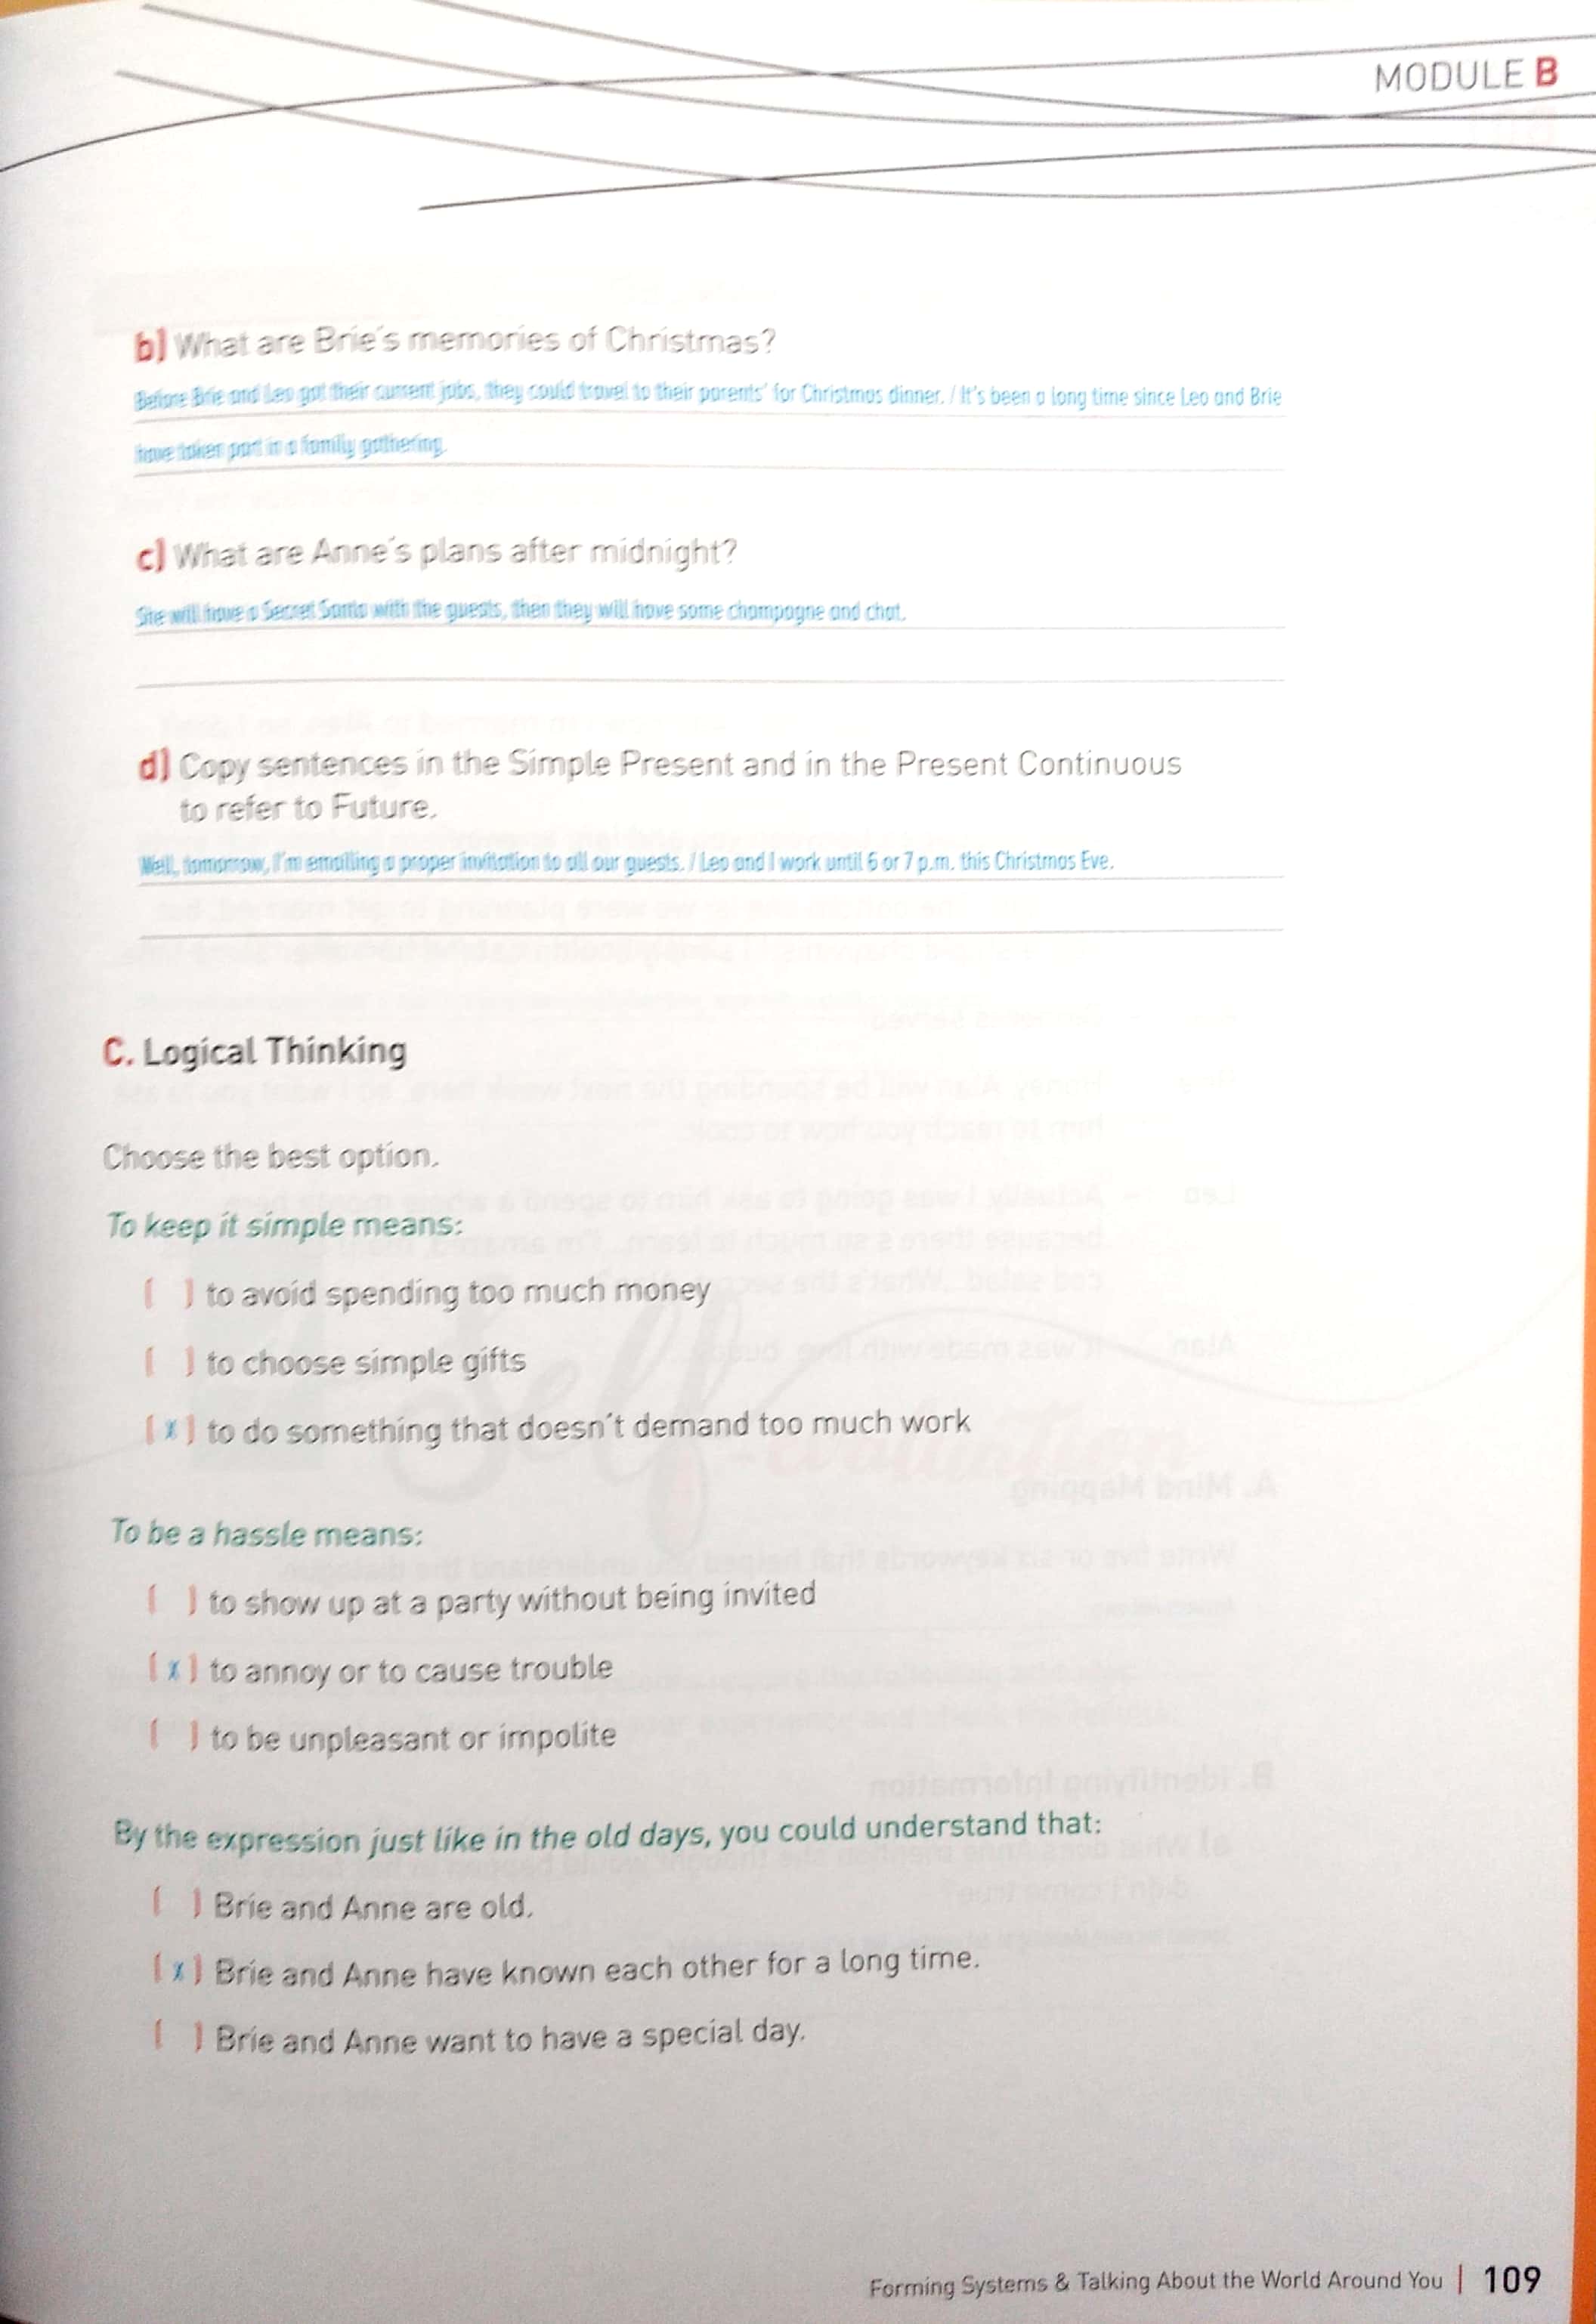 MODULE B
b) What are Brie's memories of Christmas?
Before Brie and Leo got their current jobs, they could travel to their parents' for Christmas dinner. / It's been a long time since Leo and Brie
have taken part in a family gathering.
c) What are Anne's plans after midnight?
She will have a Secret Santa with the guests, then they will have some champagne and chat.
d) Copy sentences in the Simple Present and in the Present Continuous
to refer to Future.
Well, tomorrow, I'm emailing a proper invitation to all our guests. / Leo and I work until 6 or 7 p.m. this Christmas Eve.
C. Logical Thinking
Choose the best option.
To keep it simple means:
( ) to avoid spending too much money
( ) to choose simple gifts
( x ) to do something that doesn't demand too much work
To be a hassle means:
( ) to show up at a party without being invited
( x ) to annoy or to cause trouble
( ) to be unpleasant or impolite
By the expression just like in the old days, you could understand that:
( ) Brie and Anne are old.
( x ) Brie and Anne have known each other for a long time.
( ) Brie and Anne want to have a special day.
Forming Systems & Talking About the World Around You | 109